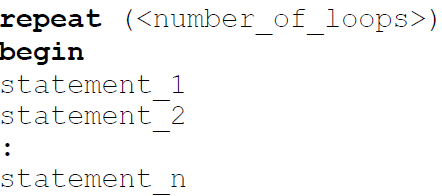 repeat (<number_of_loops>)
begin
statement_1
statement_2
:
statement_n